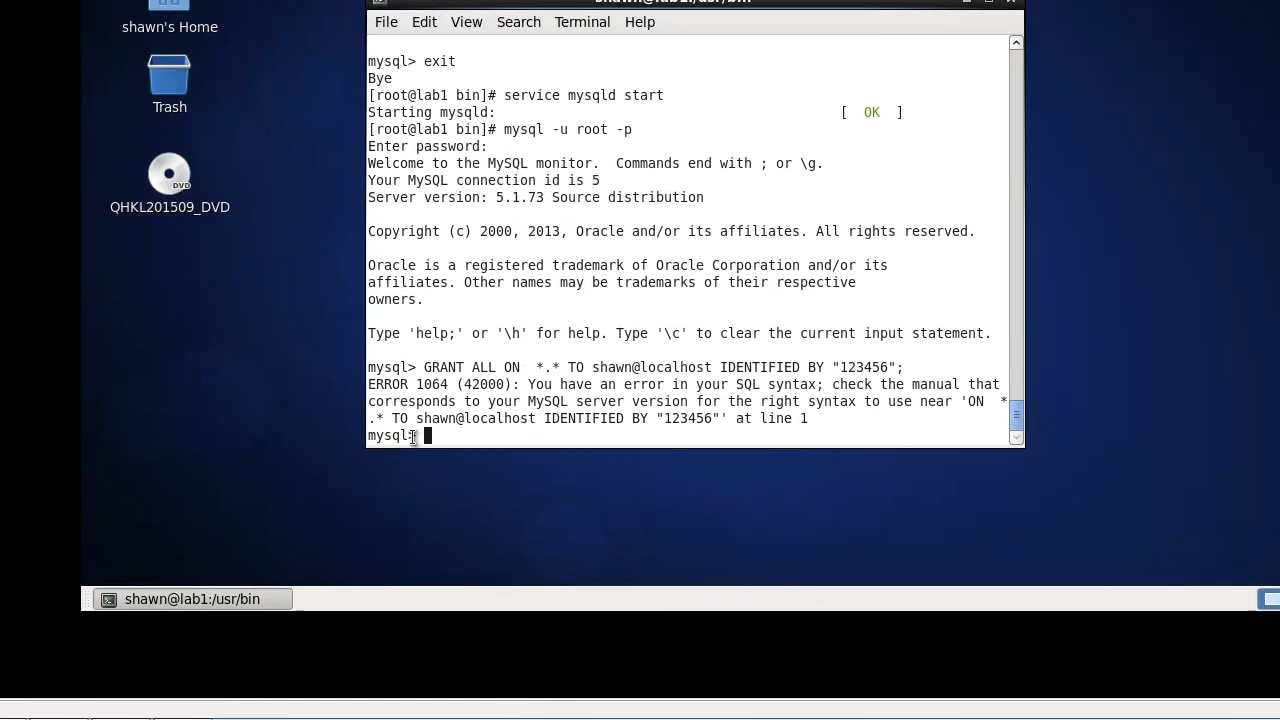 shawn's Home
Trash
DVD
QHKL201509_DVD
shawn@lab1:/usr/bin
File Edit View Search Terminal Help
mysql> exit
Bye
[root@lab1 bin]# service mysqld start
Starting mysqld: [ OK ]
[root@lab1 bin]# mysql -u root -p
Enter password:
Welcome to the MySQL monitor.  Commands end with ; or \g.
Your MySQL connection id is 5
Server version: 5.1.73 Source distribution
Copyright (c) 2000, 2013, Oracle and/or its affiliates. All rights reserved.
Oracle is a registered trademark of Oracle Corporation and/or its
affiliates. Other names may be trademarks of their respective
owners.
Type 'help;' or '\h' for help. Type '\c' to clear the current input statement.
mysql> GRANT ALL ON  *.* TO shawn@localhost IDENTIFIED BY "123456";
ERROR 1064 (42000): You have an error in your SQL syntax; check the manual that
corresponds to your MySQL server version for the right syntax to use near 'ON  *
.* TO shawn@localhost IDENTIFIED BY "123456"' at line 1
mysql>
shawn@lab1:/usr/bin